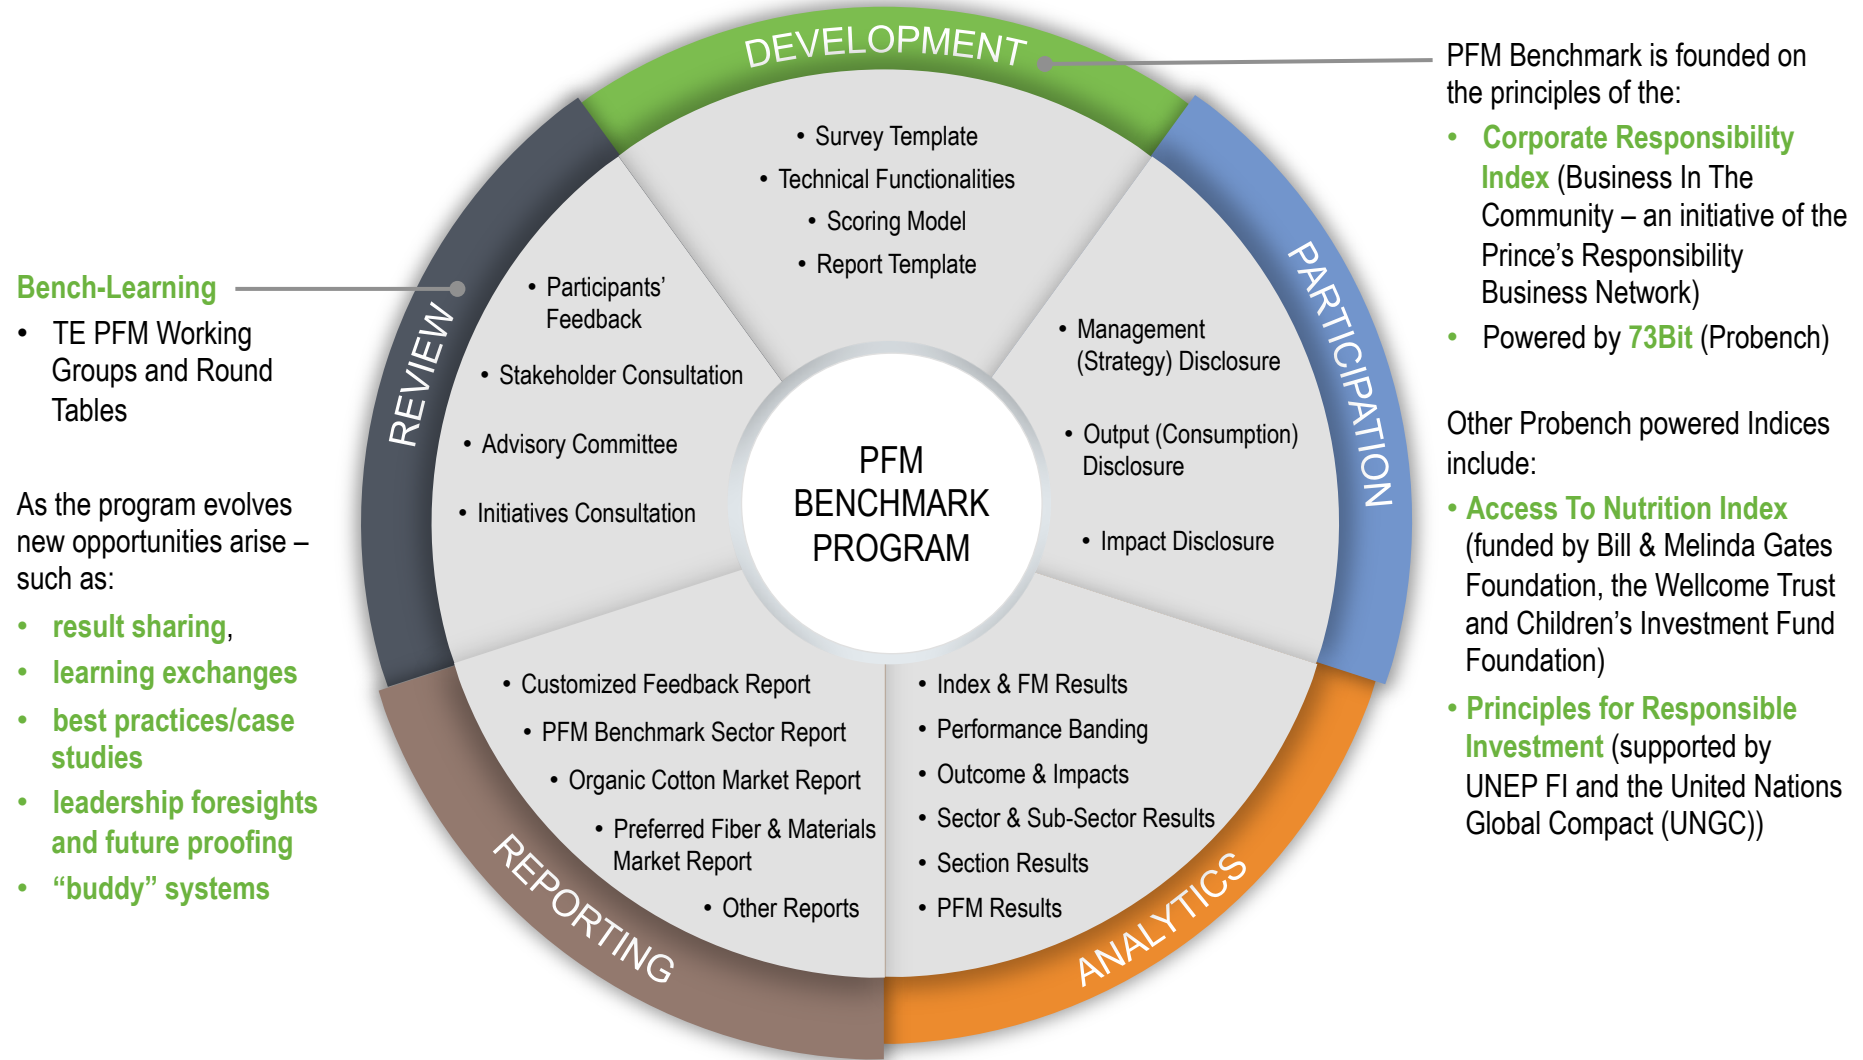 DEVELOPMENT
• Survey Template
• Technical Functionalities
• Scoring Model
• Report Template
PARTICIPATION
• Management
(Strategy) Disclosure
• Output (Consumption)
Disclosure
• Impact Disclosure
ANALYTICS
• Index & FM Results
• Performance Banding
• Outcome & Impacts
• Sector & Sub-Sector Results
• Section Results
• PFM Results
REPORTING
• Customized Feedback Report
• PFM Benchmark Sector Report
• Organic Cotton Market Report
• Preferred Fiber & Materials
Market Report
• Other Reports
REVIEW
• Participants’
Feedback
• Stakeholder Consultation
• Advisory Committee
• Initiatives Consultation
PFM
BENCHMARK
PROGRAM
Bench-Learning
• TE PFM Working
Groups and Round
Tables
As the program evolves
new opportunities arise –
such as:
• result sharing,
• learning exchanges
• best practices/case
studies
• leadership foresights
and future proofing
• “buddy” systems
PFM Benchmark is founded on
the principles of the:
• Corporate Responsibility
Index (Business In The
Community – an initiative of the
Prince’s Responsibility
Business Network)
• Powered by 73Bit (Probench)
Other Probench powered Indices
include:
• Access To Nutrition Index
(funded by Bill & Melinda Gates
Foundation, the Wellcome Trust
and Children’s Investment Fund
Foundation)
• Principles for Responsible
Investment (supported by
UNEP FI and the United Nations
Global Compact (UNGC))